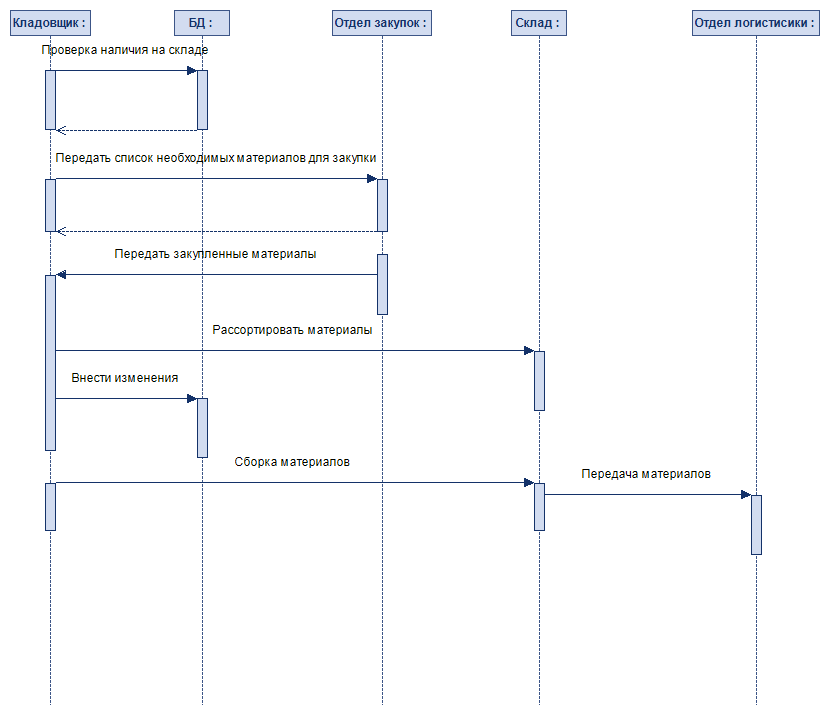 Кладовщик :
БД :
Отдел закупок :
Склад :
Отдел логистисики :
Проверка наличия на складе
Передать список необходимых материалов для закупки
Передать закупленные материалы
Рассортировать материалы
Внести изменения
Сборка материалов
Передача материалов